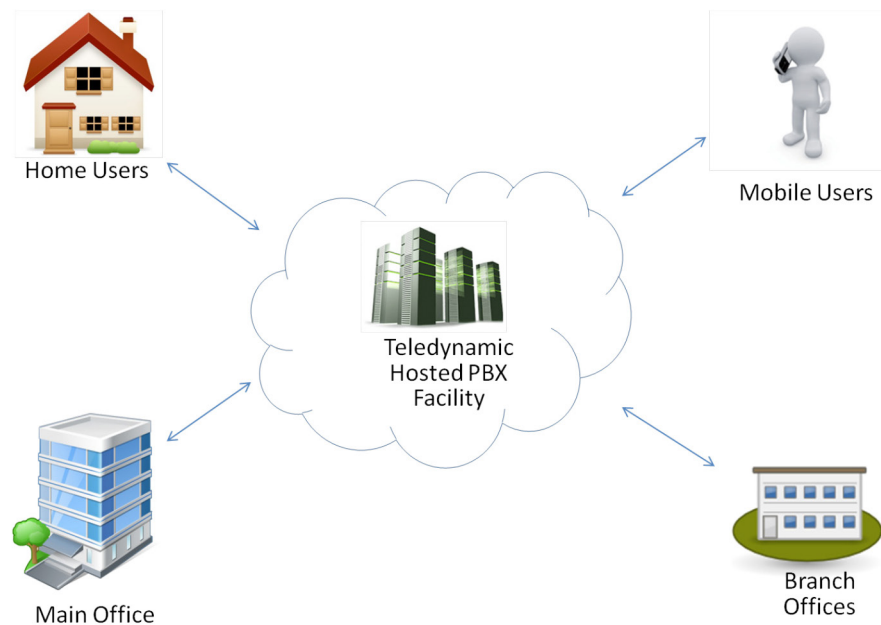 Home Users
Mobile Users
Teledynamic
Hosted PBX
Facility
Main Office
Branch
Offices